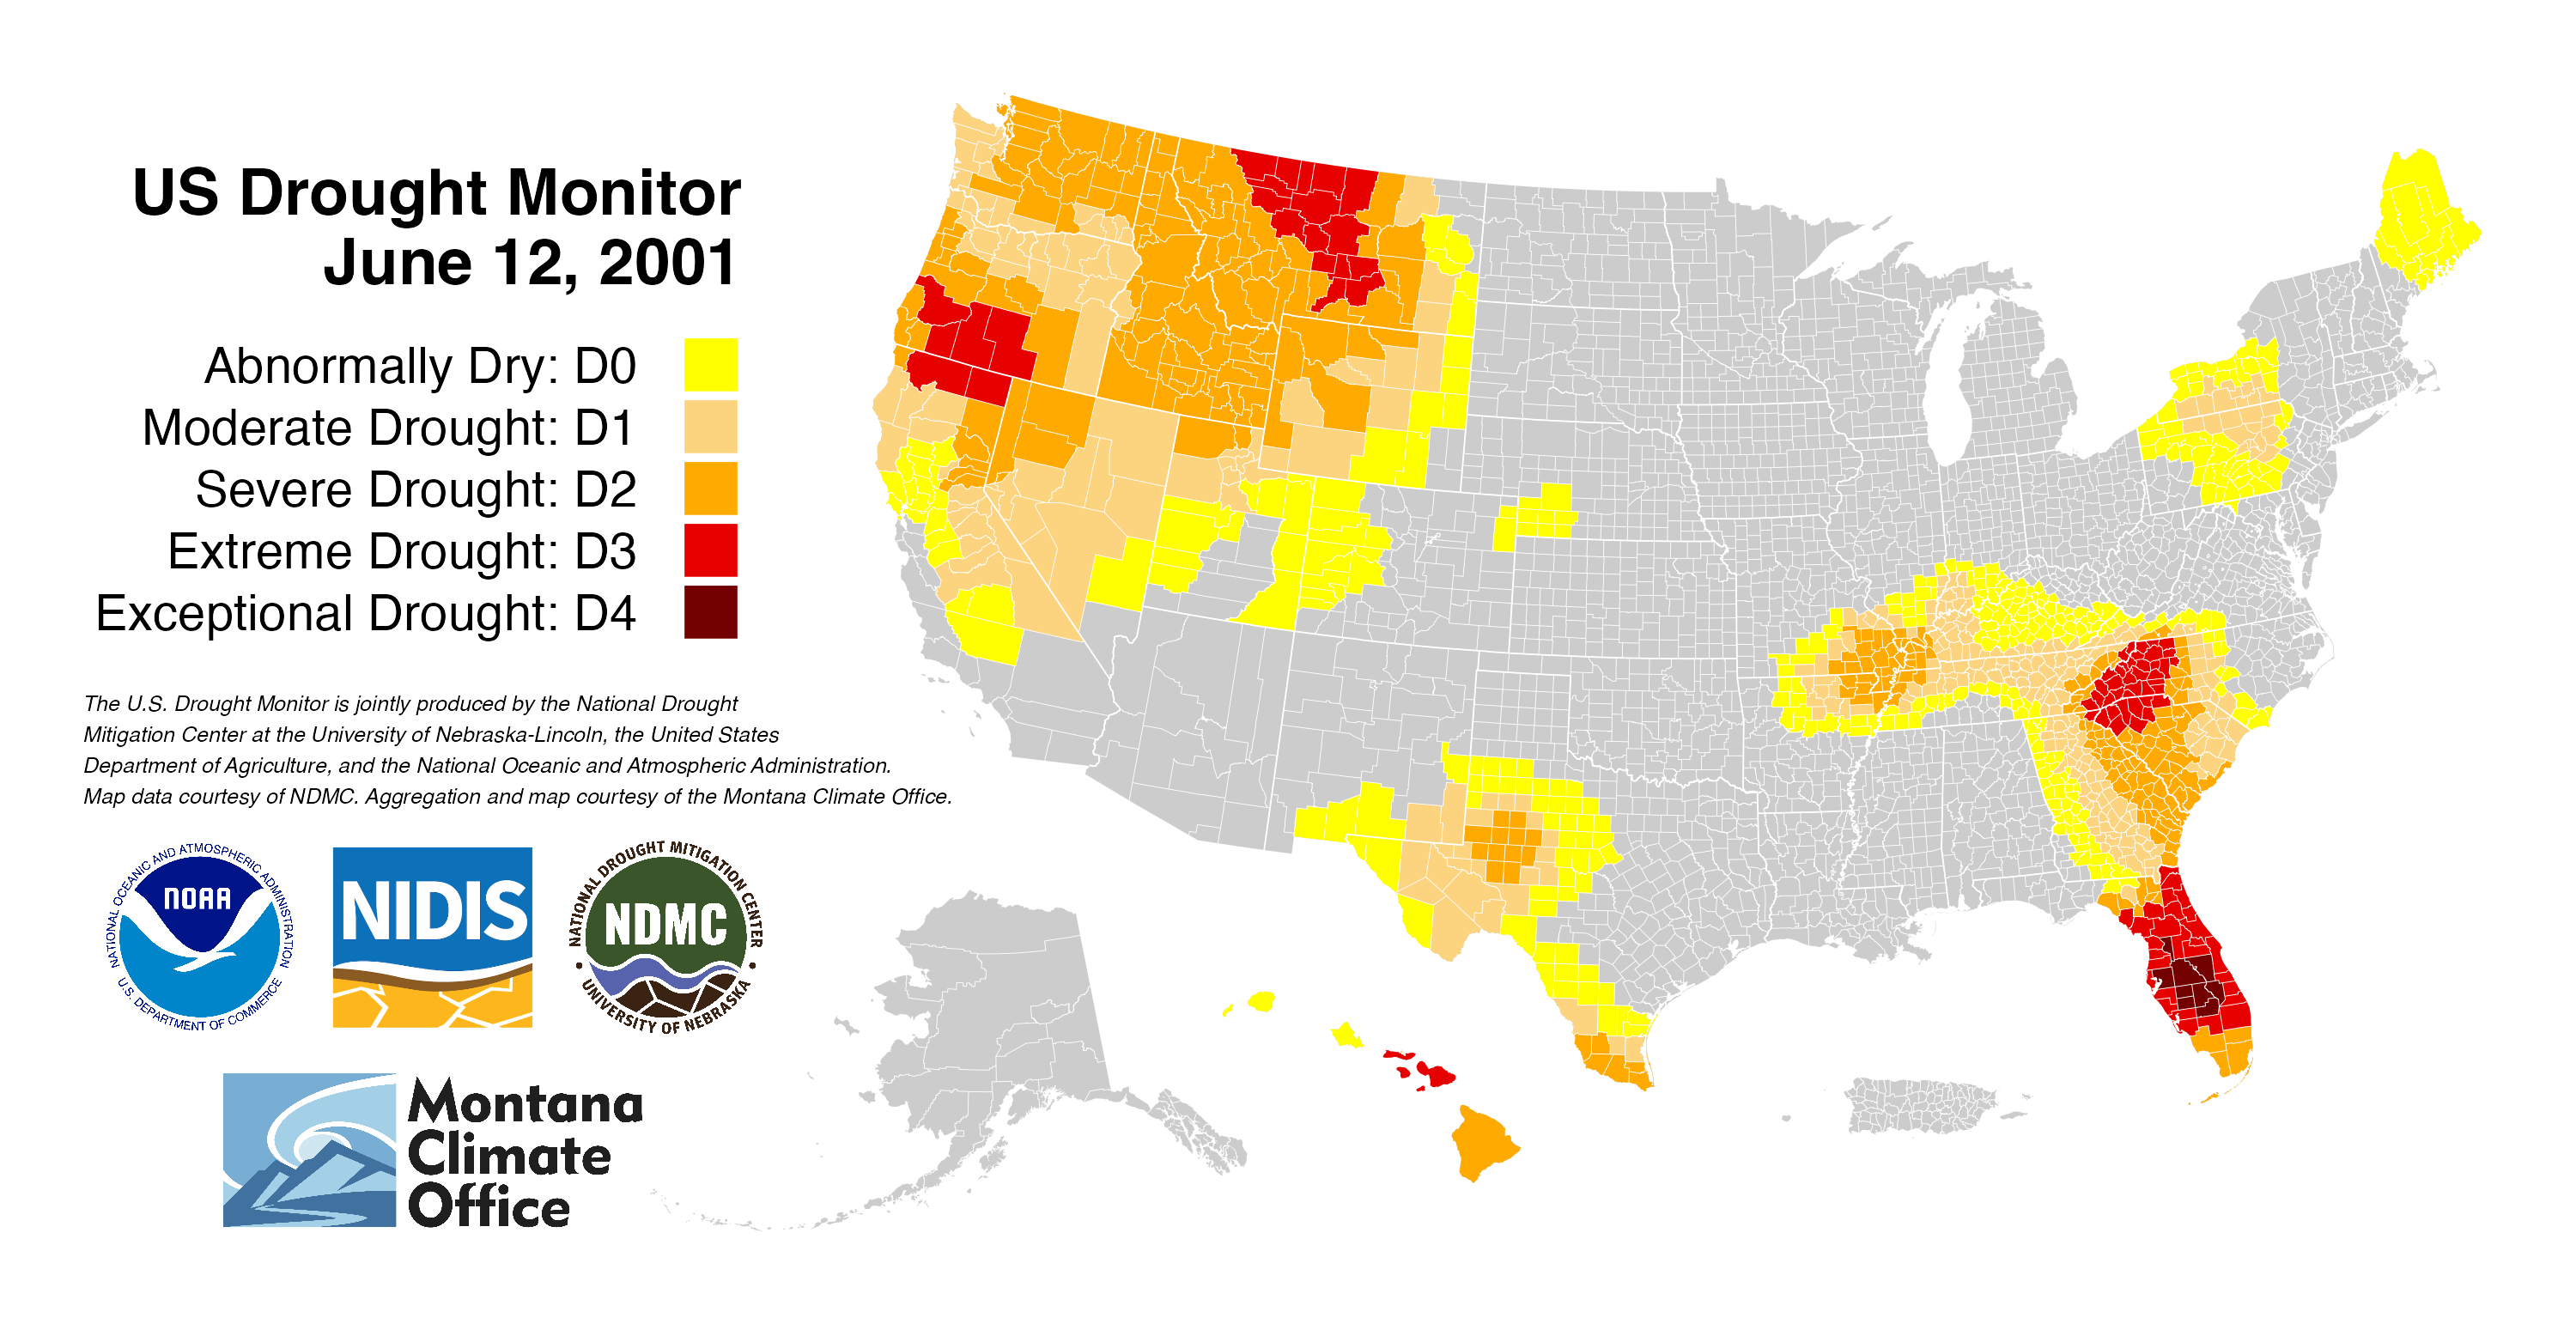 US Drought Monitor
June 12, 2001
Abnormally Dry: D0
Moderate Drought: D1
Severe Drought: D2
Extreme Drought: D3
Exceptional Drought: D4
The U.S. Drought Monitor is jointly produced by the National Drought
Mitigation Center at the University of Nebraska-Lincoln, the United States
Department of Agriculture, and the National Oceanic and Atmospheric Administration.
Map data courtesy of NDMC. Aggregation and map courtesy of the Montana Climate Office.
NATIONAL OCEANIC AND ATMOSPHERIC ADMINISTRATION
NOAA
U.S. DEPARTMENT OF COMMERCE
NIDIS
NATIONAL DROUGHT MITIGATION CENTER
NDMC
UNIVERSITY OF NEBRASKA
Montana
Climate
Office